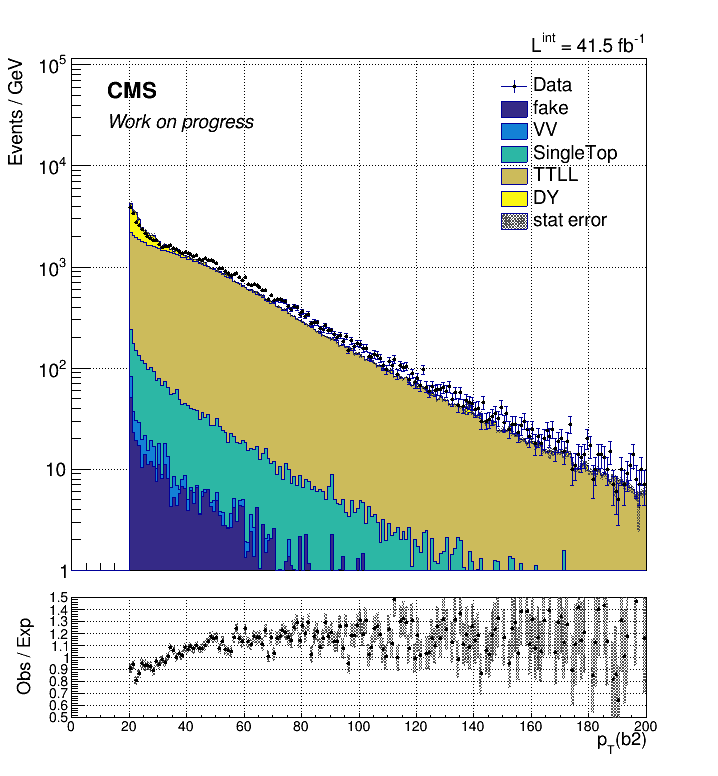 L^int = 41.5 fb^-1
Events / GeV
10^5
10^4
10^3
10^2
10
1
CMS
Work on progress
Data
fake
VV
SingleTop
TTLL
DY
stat error
Obs / Exp
1.5
1.4
1.3
1.2
1.1
1
0.9
0.8
0.7
0.6
0.5
0 20 40 60 80 100 120 140 160 180 200
p_T(b2)